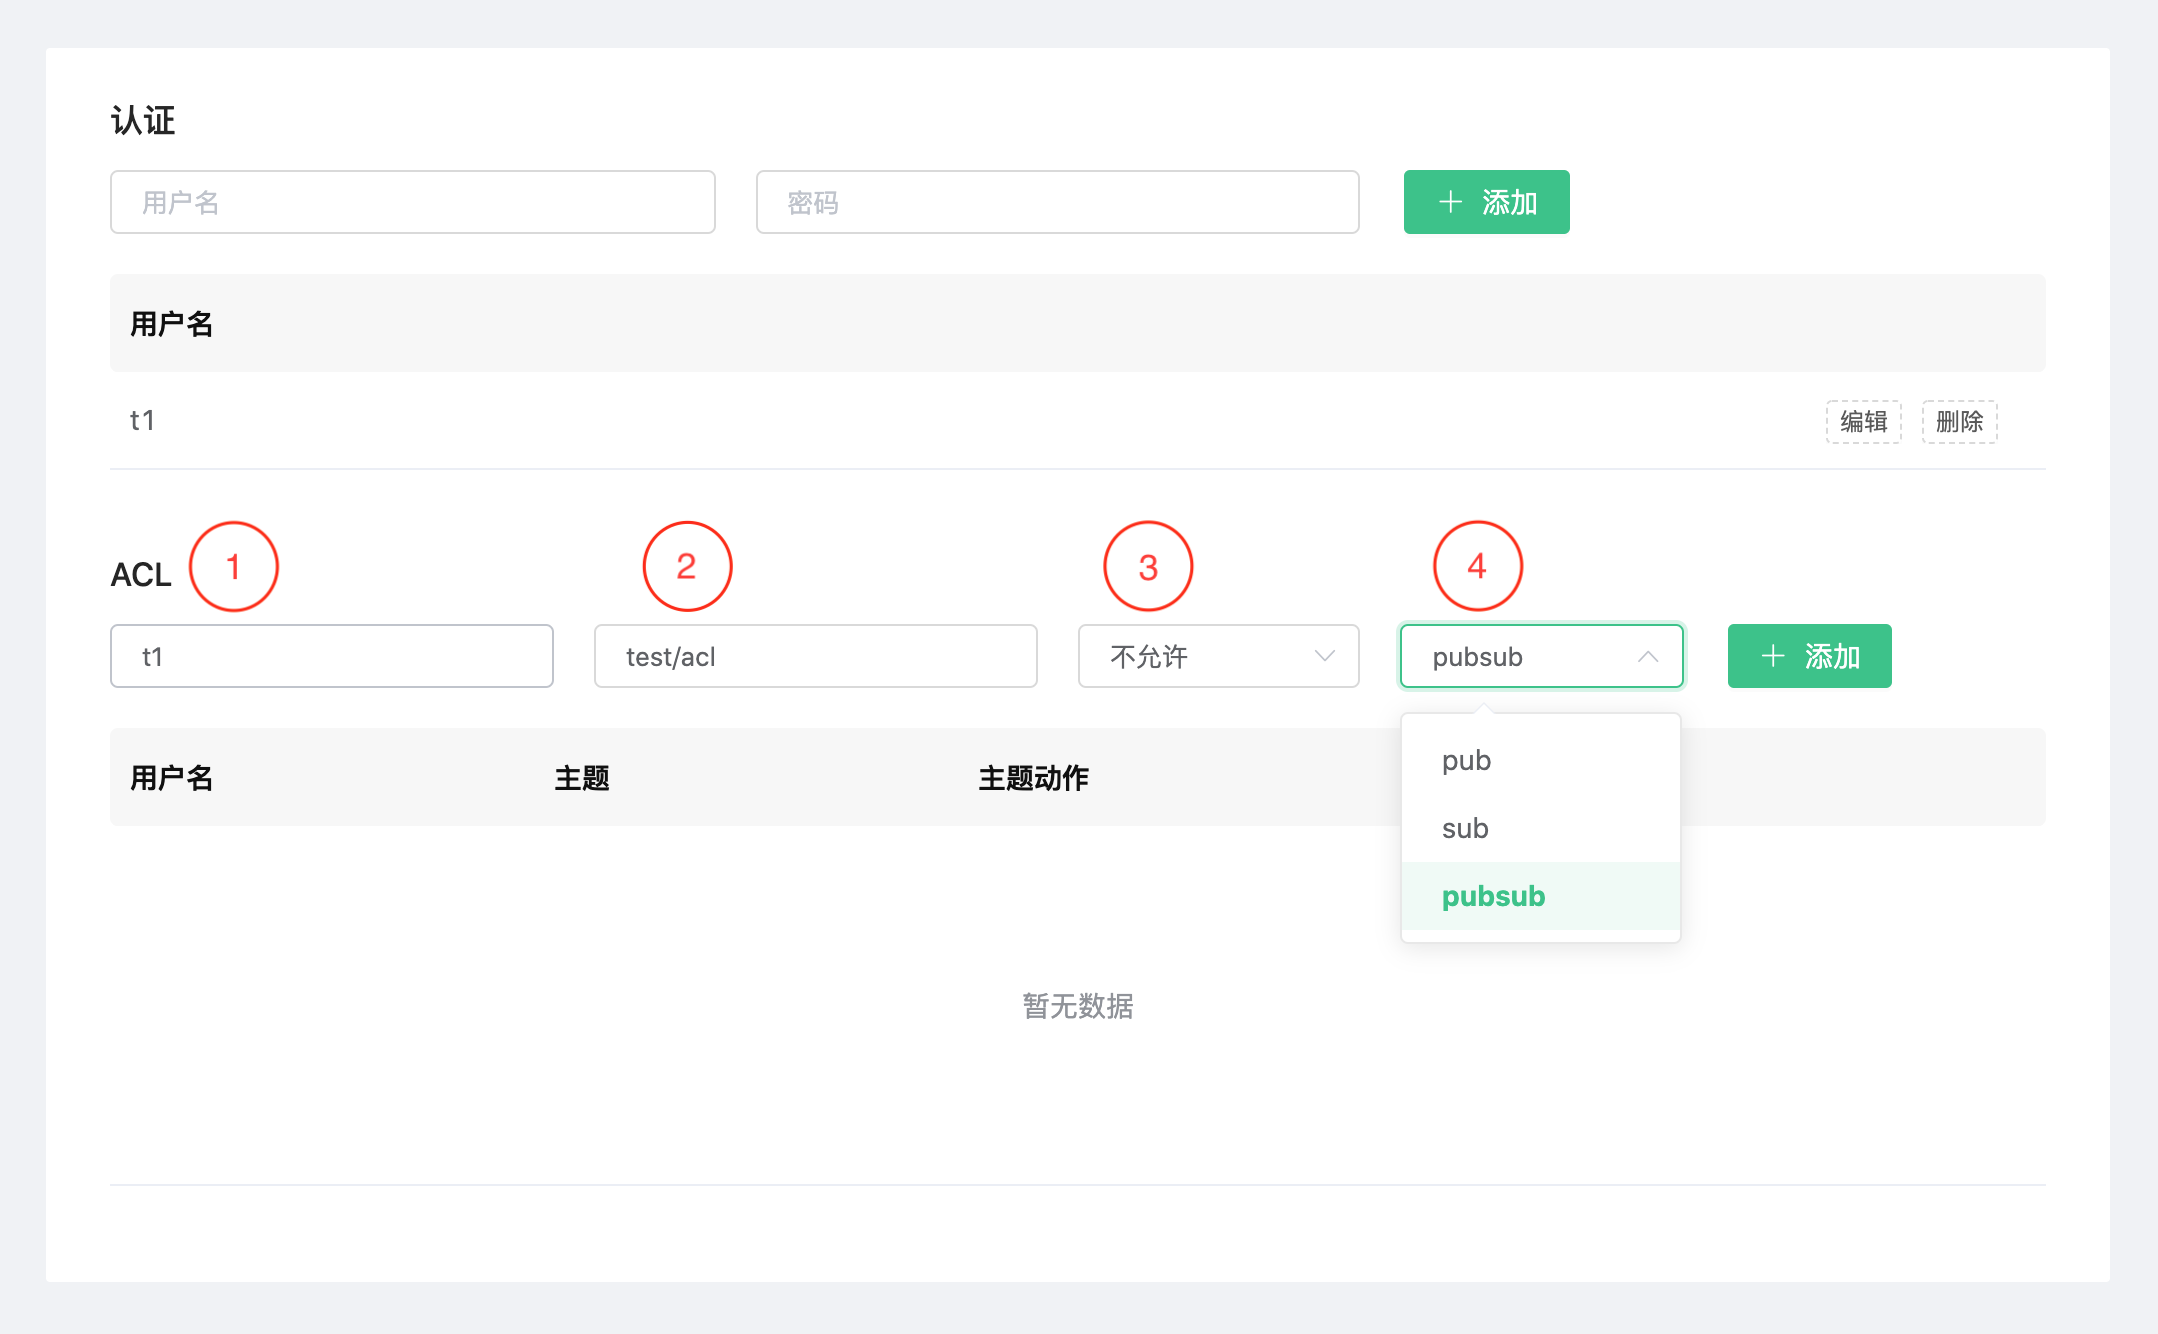 认证
用户名 密码 添加
用户名
t1 编辑 删除
ACL 1 2 3 4
t1 test/acl 不允许 pubsub 添加
用户名 主题 主题动作
pub
sub
pubsub
暂无数据